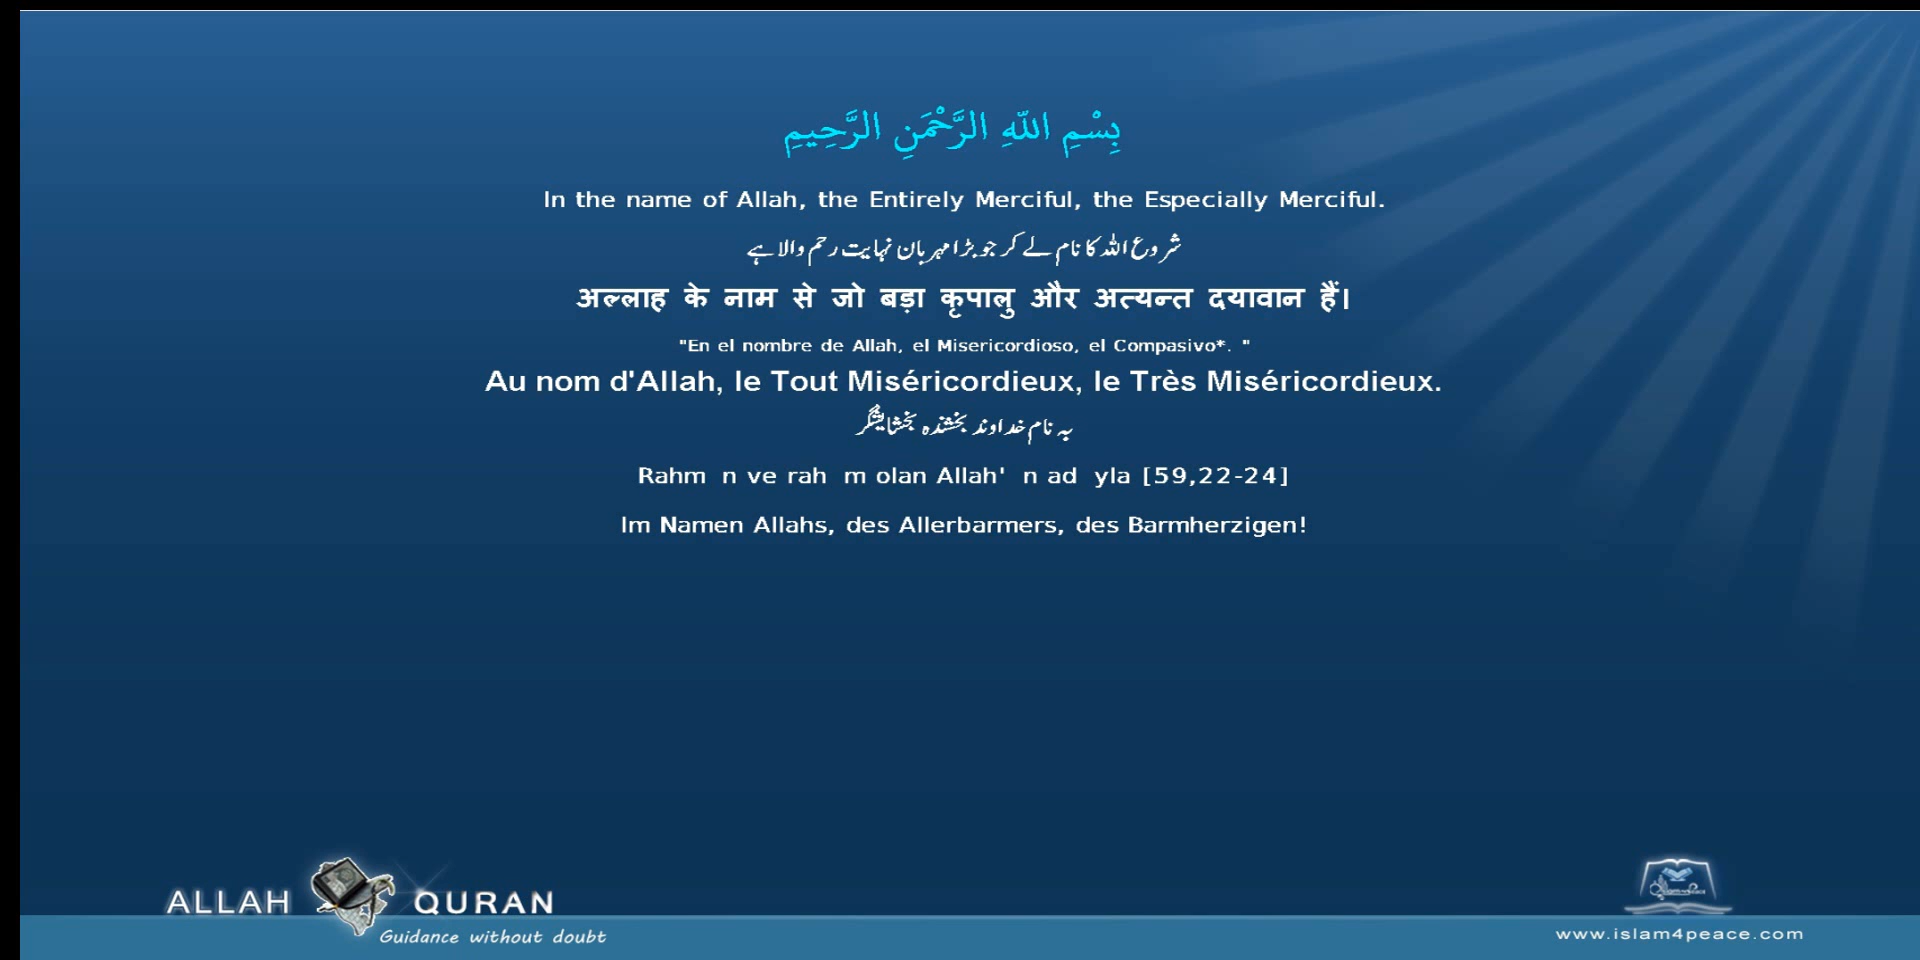 بِسْمِ اللّهِ الرَّحْمَنِ الرَّحِيمِ
In the name of Allah, the Entirely Merciful, the Especially Merciful.
شروع الله کا نام لے کر جو بڑا مہربان نہایت رحم والا ہے
अल्लाह के नाम से जो बड़ा कृपालु और अत्यन्त दयावान हैं।
"En el nombre de Allah, el Misericordioso, el Compasivo*. "
Au nom d'Allah, le Tout Miséricordieux, le Très Miséricordieux.
به نام خداوند بخشنده بخشایشگر
Rahm n ve rah m olan Allah' n ad yla [59,22-24]
Im Namen Allahs, des Allerbarmers, des Barmherzigen!
ALLAH QURAN
Guidance without doubt
www.islam4peace.com